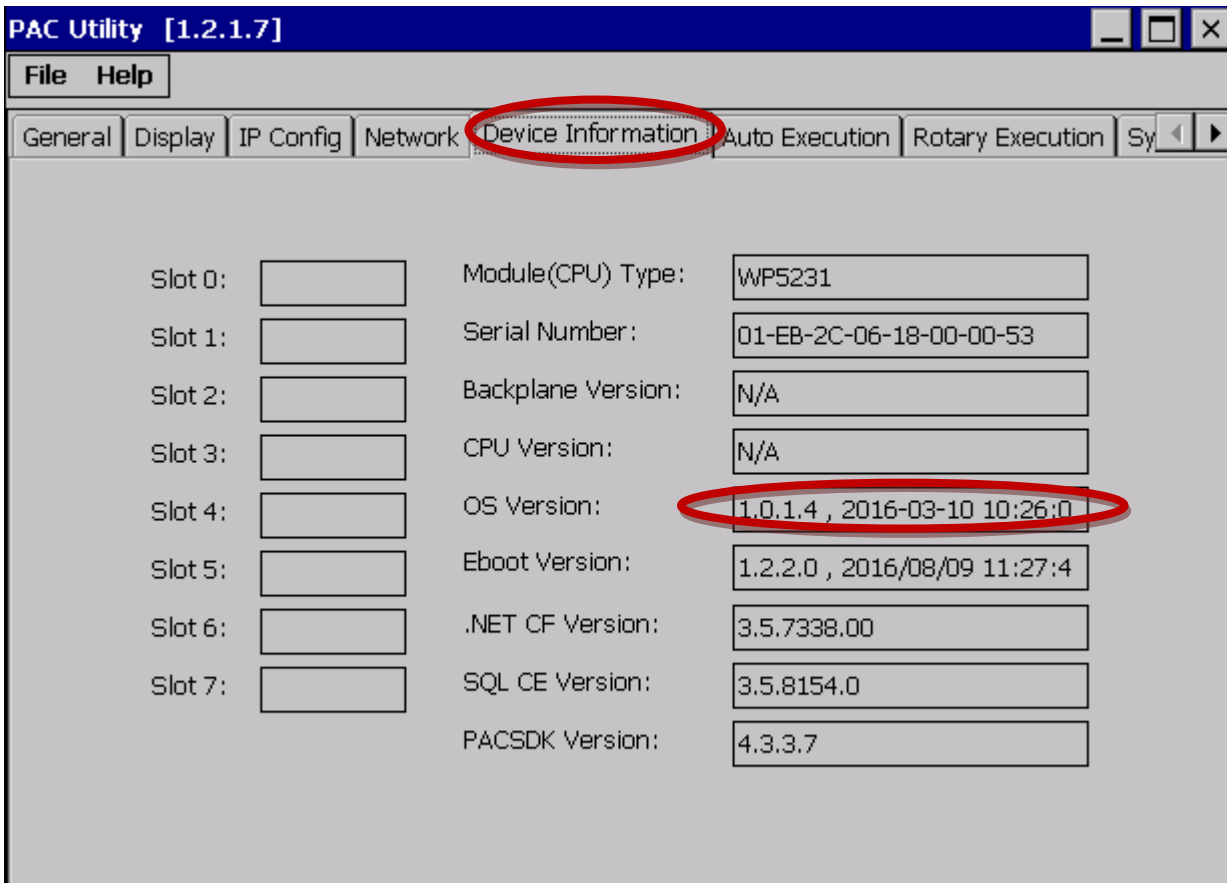 PAC Utility [1.2.1.7]
File Help
General Display IP Config Network Device Information Auto Execution Rotary Execution Sy
Slot 0: Module(CPU) Type: WP5231
Slot 1: Serial Number: 01-EB-2C-06-18-00-00-53
Slot 2: Backplane Version: N/A
Slot 3: CPU Version: N/A
Slot 4: OS Version: 1.0.1.4 , 2016-03-10 10:26:0
Slot 5: Eboot Version: 1.2.2.0 , 2016/08/09 11:27:4
Slot 6: .NET CF Version: 3.5.7338.00
Slot 7: SQL CE Version: 3.5.8154.0
PACSDK Version: 4.3.3.7